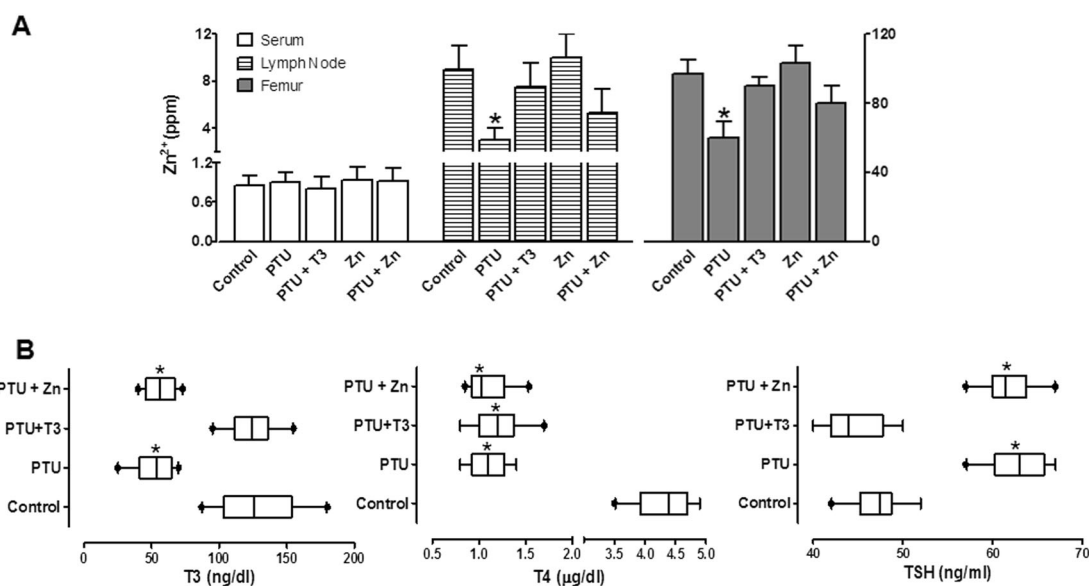 A
12
8
4
1.2
0.6
0.0
Zn2+(ppm)
Serum
Lymph Node
Femur
*
*
120
80
40
0
Control
PTU
PTU + T3
Zn
PTU + Zn
Control
PTU
PTU + T3
Zn
PTU + Zn
Control
PTU
PTU + T3
Zn
PTU + Zn
B
PTU + Zn
PTU+T3
PTU
Control
*
*
0 50 100 150 200
T3 (ng/dl)
PTU + Zn
PTU+T3
PTU
Control
*
*
*
0.5 1.0 1.5 2.0 3.5 4.0 4.5 5.0
T4 (μg/dl)
PTU + Zn
PTU+T3
PTU
Control
*
*
40 50 60 70
TSH (ng/ml)